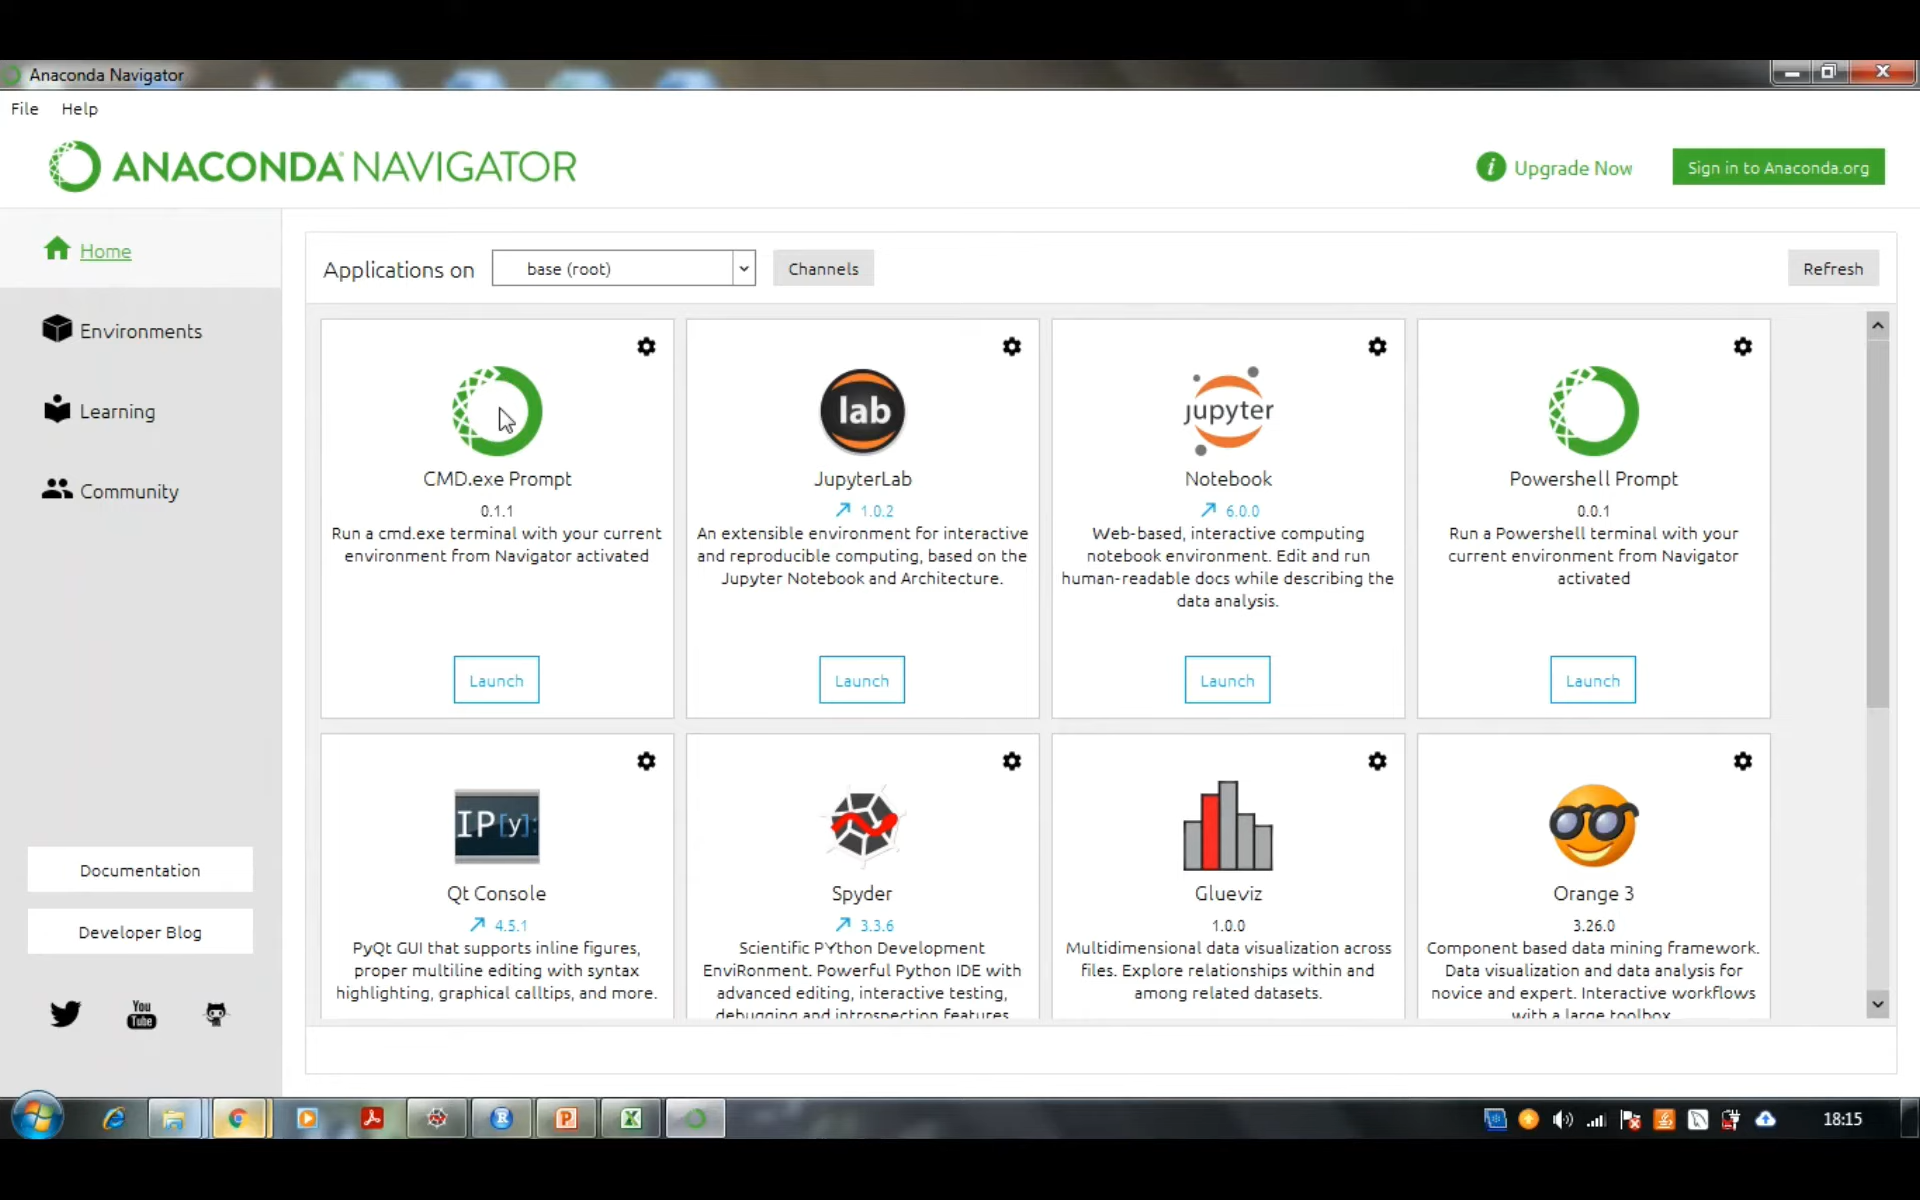 Anaconda Navigator
File Help
ANACONDA NAVIGATOR
Upgrade Now
Sign in to Anaconda.org
Home
Environments
Learning
Community
Documentation
Developer Blog
You
Tube
Applications on
base (root)
Channels
Refresh
CMD.exe Prompt
0.1.1
Run a cmd.exe terminal with your current
environment from Navigator activated
Launch
lab
JupyterLab
1.0.2
An extensible environment for interactive
and reproducible computing, based on the
Jupyter Notebook and Architecture.
Launch
jupyter
Notebook
6.0.0
Web-based, interactive computing
notebook environment. Edit and run
human-readable docs while describing the
data analysis.
Launch
Powershell Prompt
0.0.1
Run a Powershell terminal with your
current environment from Navigator
activated
Launch
IP[y]:
Qt Console
4.5.1
PyQt GUI that supports inline figures,
proper multiline editing with syntax
highlighting, graphical calltips, and more.
Spyder
3.3.6
Scientific PYthon Development
EnviRonment. Powerful Python IDE with
advanced editing, interactive testing,
debugging and introspection features
Glueviz
1.0.0
Multidimensional data visualization across
files. Explore relationships within and
among related datasets.
Orange 3
3.26.0
Component based data mining framework.
Data visualization and data analysis for
novice and expert. Interactive workflows
with a large toolbox.
18:15